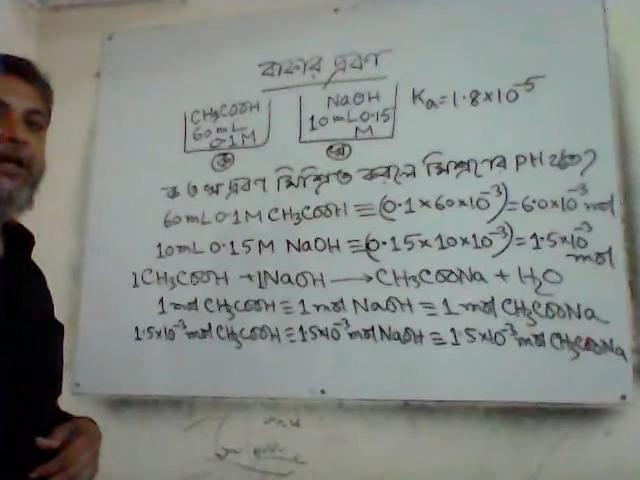 বাফার দ্রবণ
CH3COOH
60mL
0.1M
ক
NaOH
10mL 0.15
M
খ
Ka=1.8×10^-5
ক ও খ দ্রবণ মিশ্রিত করলে মিশ্রণের PH কত?
60mL 0.1M CH3COOH ≡ (0.1×60×10^-3) = 6.0×10^-3 mol
10mL 0.15M NaOH ≡ (0.15×10×10^-3) = 1.5×10^-3 mol
1CH3COOH + 1NaOH ⟶ CH3COONa + H2O
1 mol CH3COOH ≡ 1 mol NaOH ≡ 1 mol CH3COONa
1.5×10^-3 mol CH3COOH ≡ 1.5×10^-3 mol NaOH ≡ 1.5×10^-3 mol CH3COONa